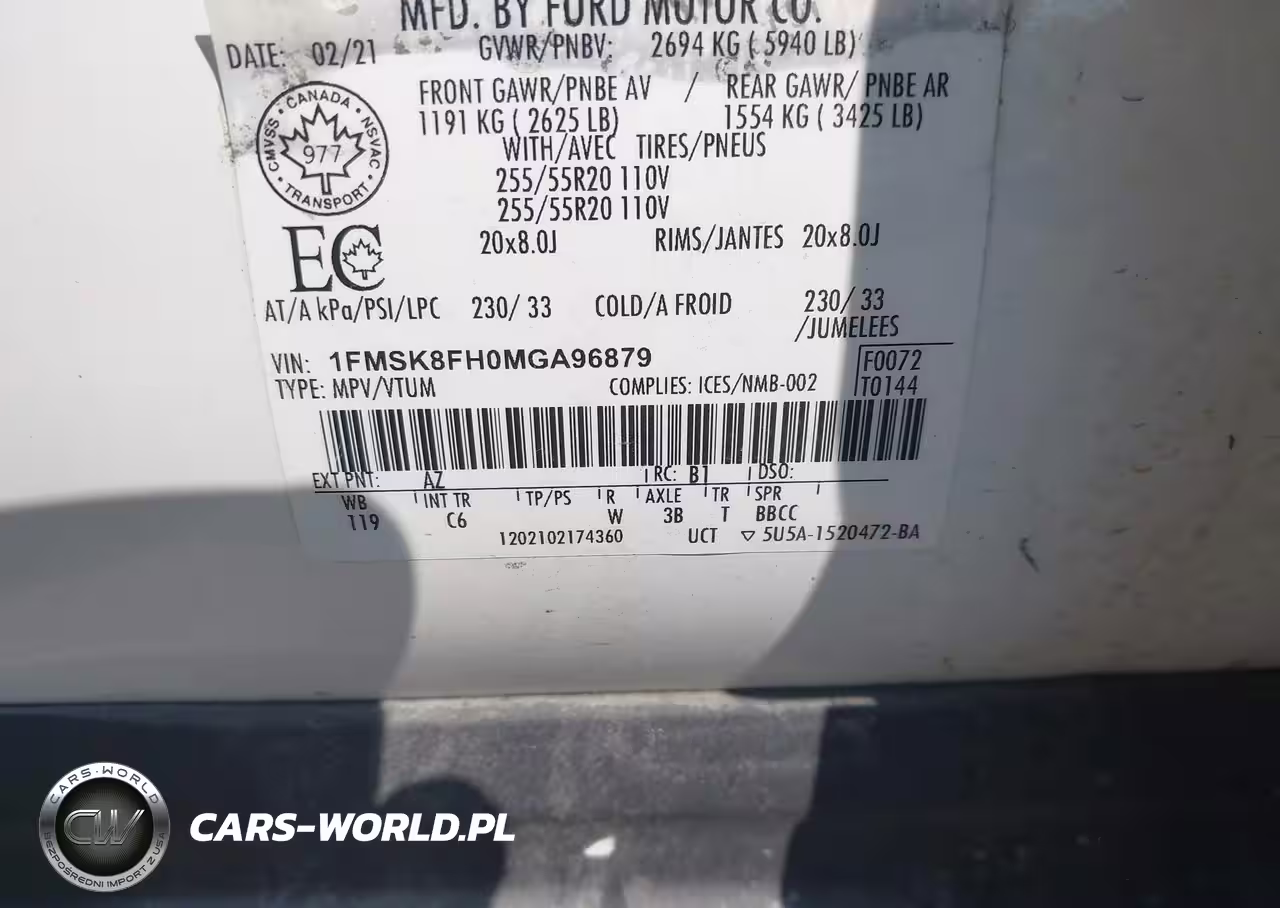 MFD. BY FORD MOTOR CO.
DATE: 02/21 GVWR/PNBV: 2694 KG ( 5940 LB)
FRONT GAWR/PNBE AV / REAR GAWR/ PNBE AR
1191 KG ( 2625 LB) 1554 KG ( 3425 LB)
WITH/AVEC TIRES/PNEUS
255/55R20 110V
255/55R20 110V
20x8.0J RIMS/JANTES 20x8.0J
CANADA
CMVSS
NSVAC
977
TRANSPORT
EC
AT/A kPa/PSI/LPC 230/ 33 COLD/A FROID 230/ 33
/JUMELEES
VIN: 1FMSK8FH0MGA96879 F0072
TYPE: MPV/VTUM COMPLIES: ICES/NMB-002 T0144
EXT PNT: AZ RC: B1 DSO:
WB INT TR TP/PS R AXLE TR SPR
119 C6 W 3B T BBCC
1202102174360 UCT ▽ 5U5A-1520472-BA
CARS-WORLD
CW
BEZPOŚREDNI IMPORT Z USA
CARS-WORLD.PL